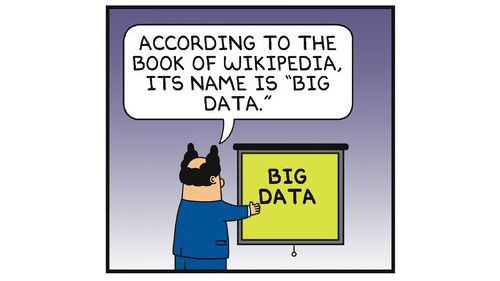 ACCORDING TO THE
BOOK OF WIKIPEDIA,
ITS NAME IS "BIG
DATA."
BIG
DATA